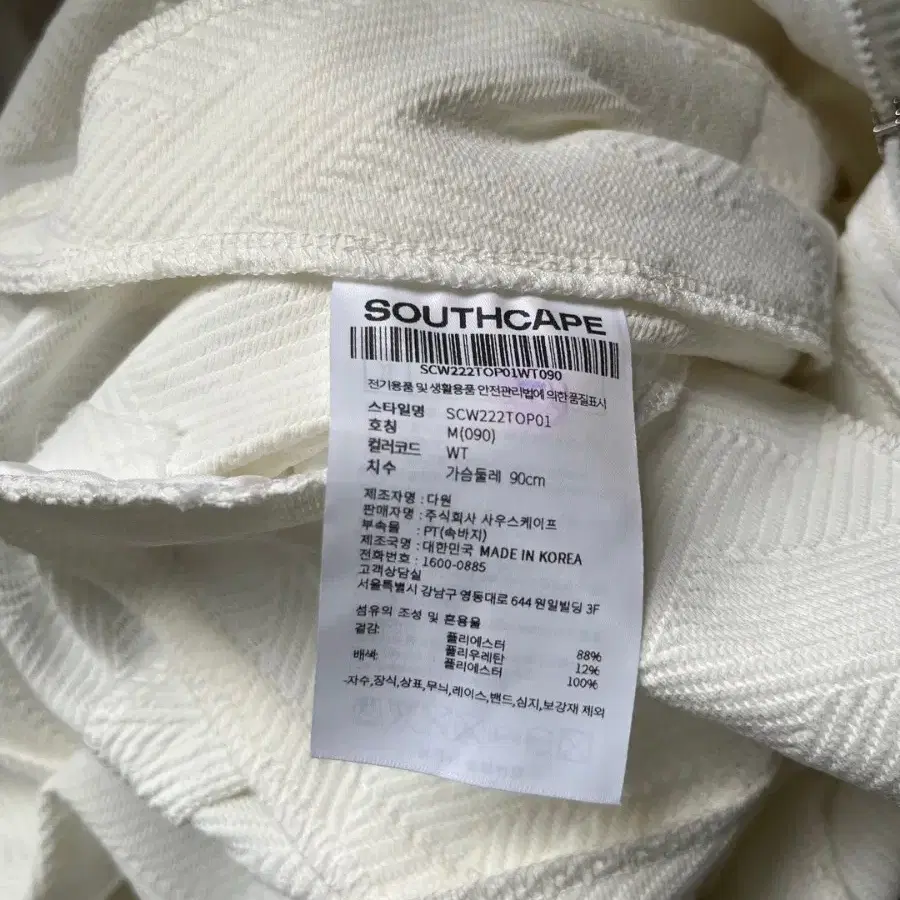 SOUTHCAPE
SCW222TOP01WT090
전기용품 및 생활용품 안전관리법에 의한 품질표시
스타일명 SCW222TOP01
호칭 M(090)
컬러코드 WT
치수 가슴둘레 90cm
제조자명 : 다원
판매자명 : 주식회사 사우스케이프
부속물 : PT(속바지)
제조국명 : 대한민국 MADE IN KOREA
전화번호 : 1600-0885
고객상담실
서울특별시 강남구 영동대로 644 원일빌딩 3F
섬유의 조성 및 혼용율
겉감: 폴리에스터 88%
폴리우레탄 12%
배색: 폴리에스터 100%
-자수,장식,상표,무늬,레이스,밴드,심지,보강재 제외